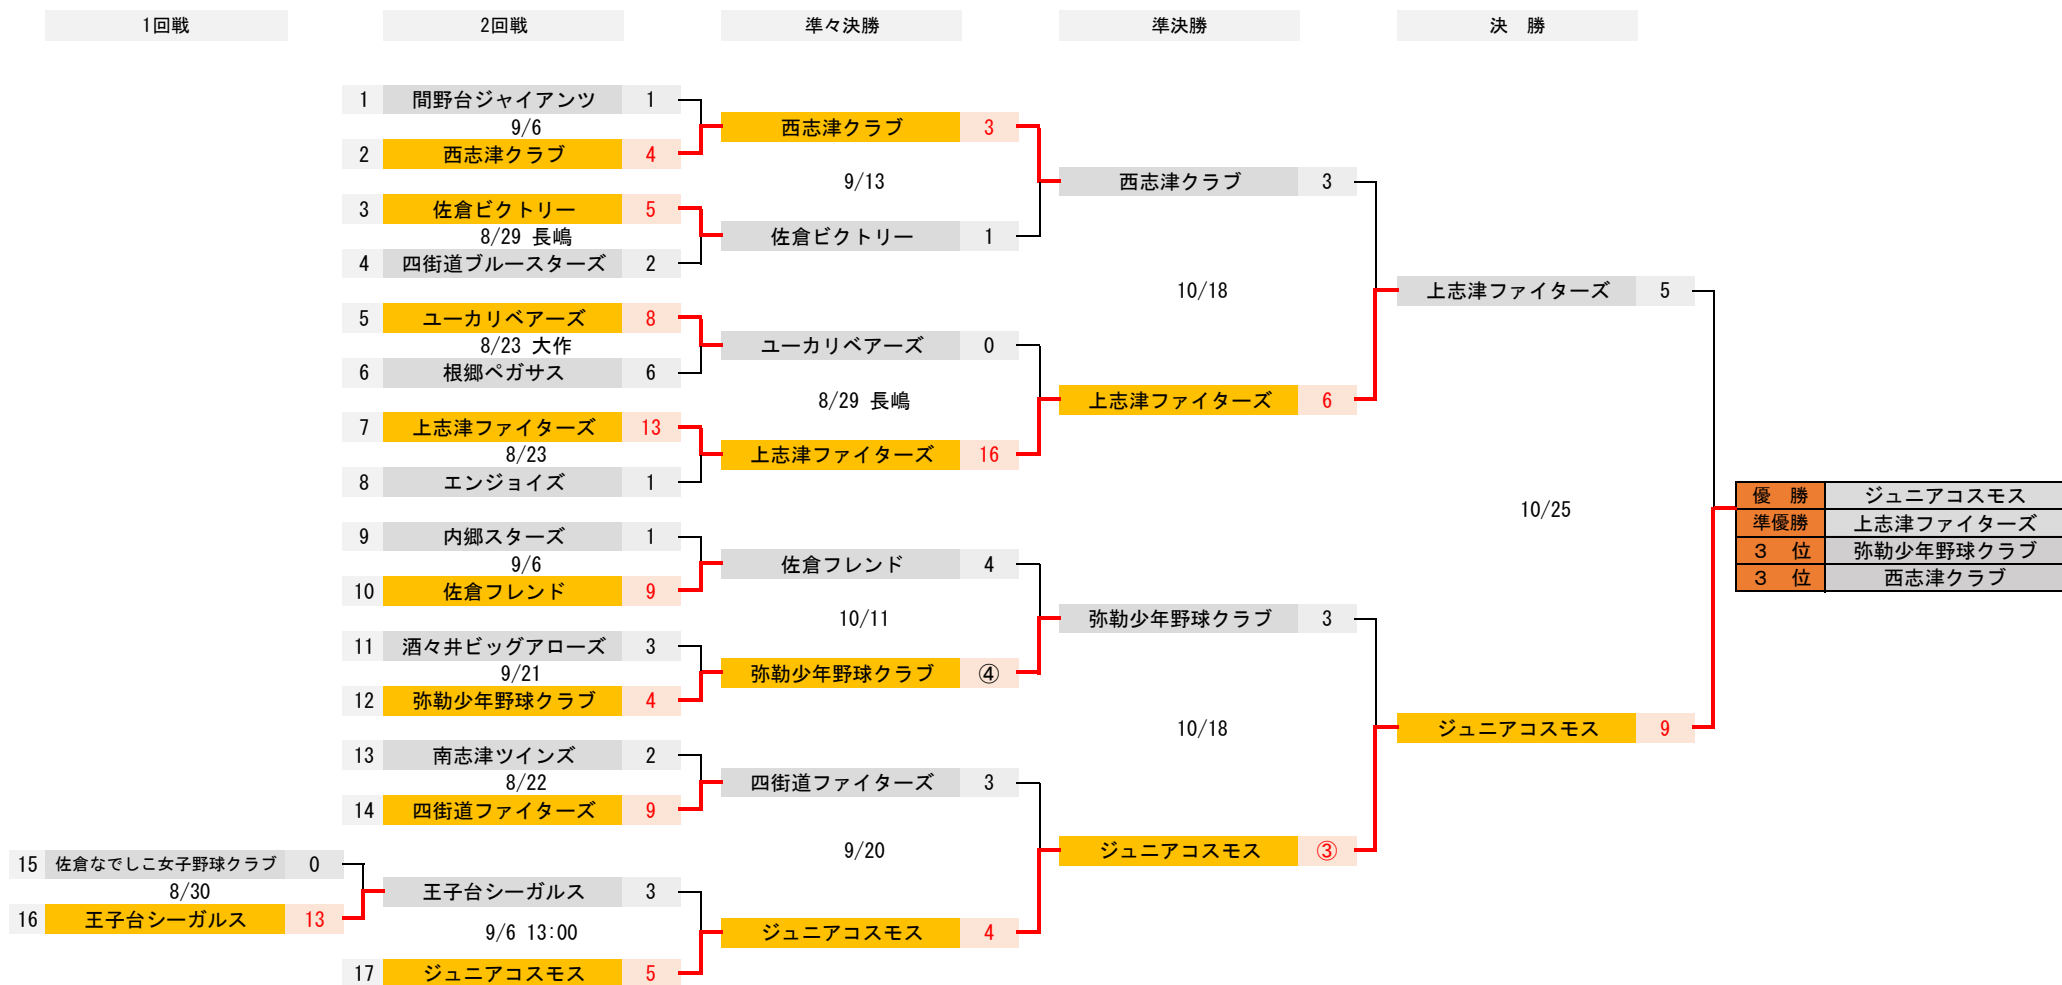 1回戦 2回戦 準々決勝 準決勝 決　勝
1 間野台ジャイアンツ 1
9/6
2 西志津クラブ 4
3 佐倉ビクトリー 5
8/29 長嶋
4 四街道ブルースターズ 2
5 ユーカリベアーズ 8
8/23 大作
6 根郷ペガサス 6
7 上志津ファイターズ 13
8/23
8 エンジョイズ 1
9 内郷スターズ 1
9/6
10 佐倉フレンド 9
11 酒々井ビッグアローズ 3
9/21
12 弥勒少年野球クラブ 4
13 南志津ツインズ 2
8/22
14 四街道ファイターズ 9
15 佐倉なでしこ女子野球クラブ 0
8/30
16 王子台シーガルス 13
王子台シーガルス 3
9/6 13:00
17 ジュニアコスモス 5
西志津クラブ 3
9/13
佐倉ビクトリー 1
ユーカリベアーズ 0
8/29 長嶋
上志津ファイターズ 16
佐倉フレンド 4
10/11
弥勒少年野球クラブ ④
四街道ファイターズ 3
9/20
ジュニアコスモス 4
西志津クラブ 3
10/18
上志津ファイターズ 6
弥勒少年野球クラブ 3
10/18
ジュニアコスモス ③
上志津ファイターズ 5
10/25
ジュニアコスモス 9
優　勝 ジュニアコスモス
準優勝 上志津ファイターズ
３　位 弥勒少年野球クラブ
３　位 西志津クラブ